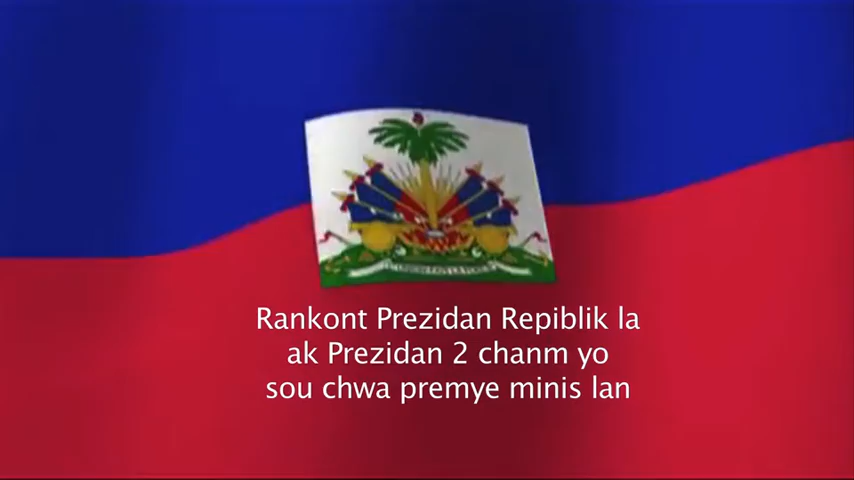 Rankont Prezidan Repiblik la
ak Prezidan 2 chanm yo
sou chwa premye minis lan